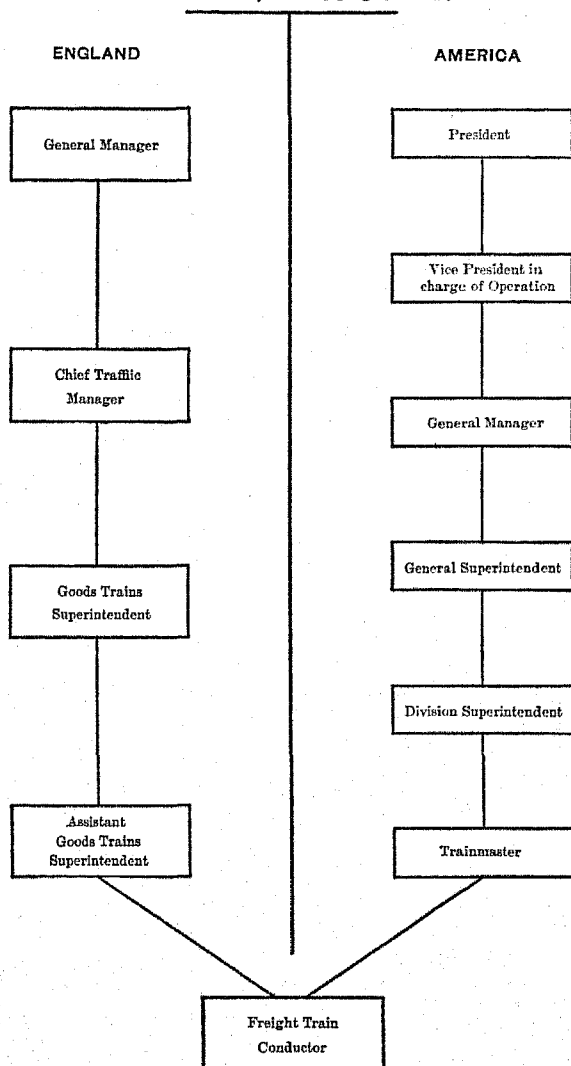 ENGLAND
General Manager
Chief Traffic
Manager
Goods Trains
Superintendent
Assistant
Goods Trains
Superintendent
AMERICA
President
Vice President in
charge of Operation
General Manager
General Superintendent
Division Superintendent
Trainmaster
Freight Train
Conductor